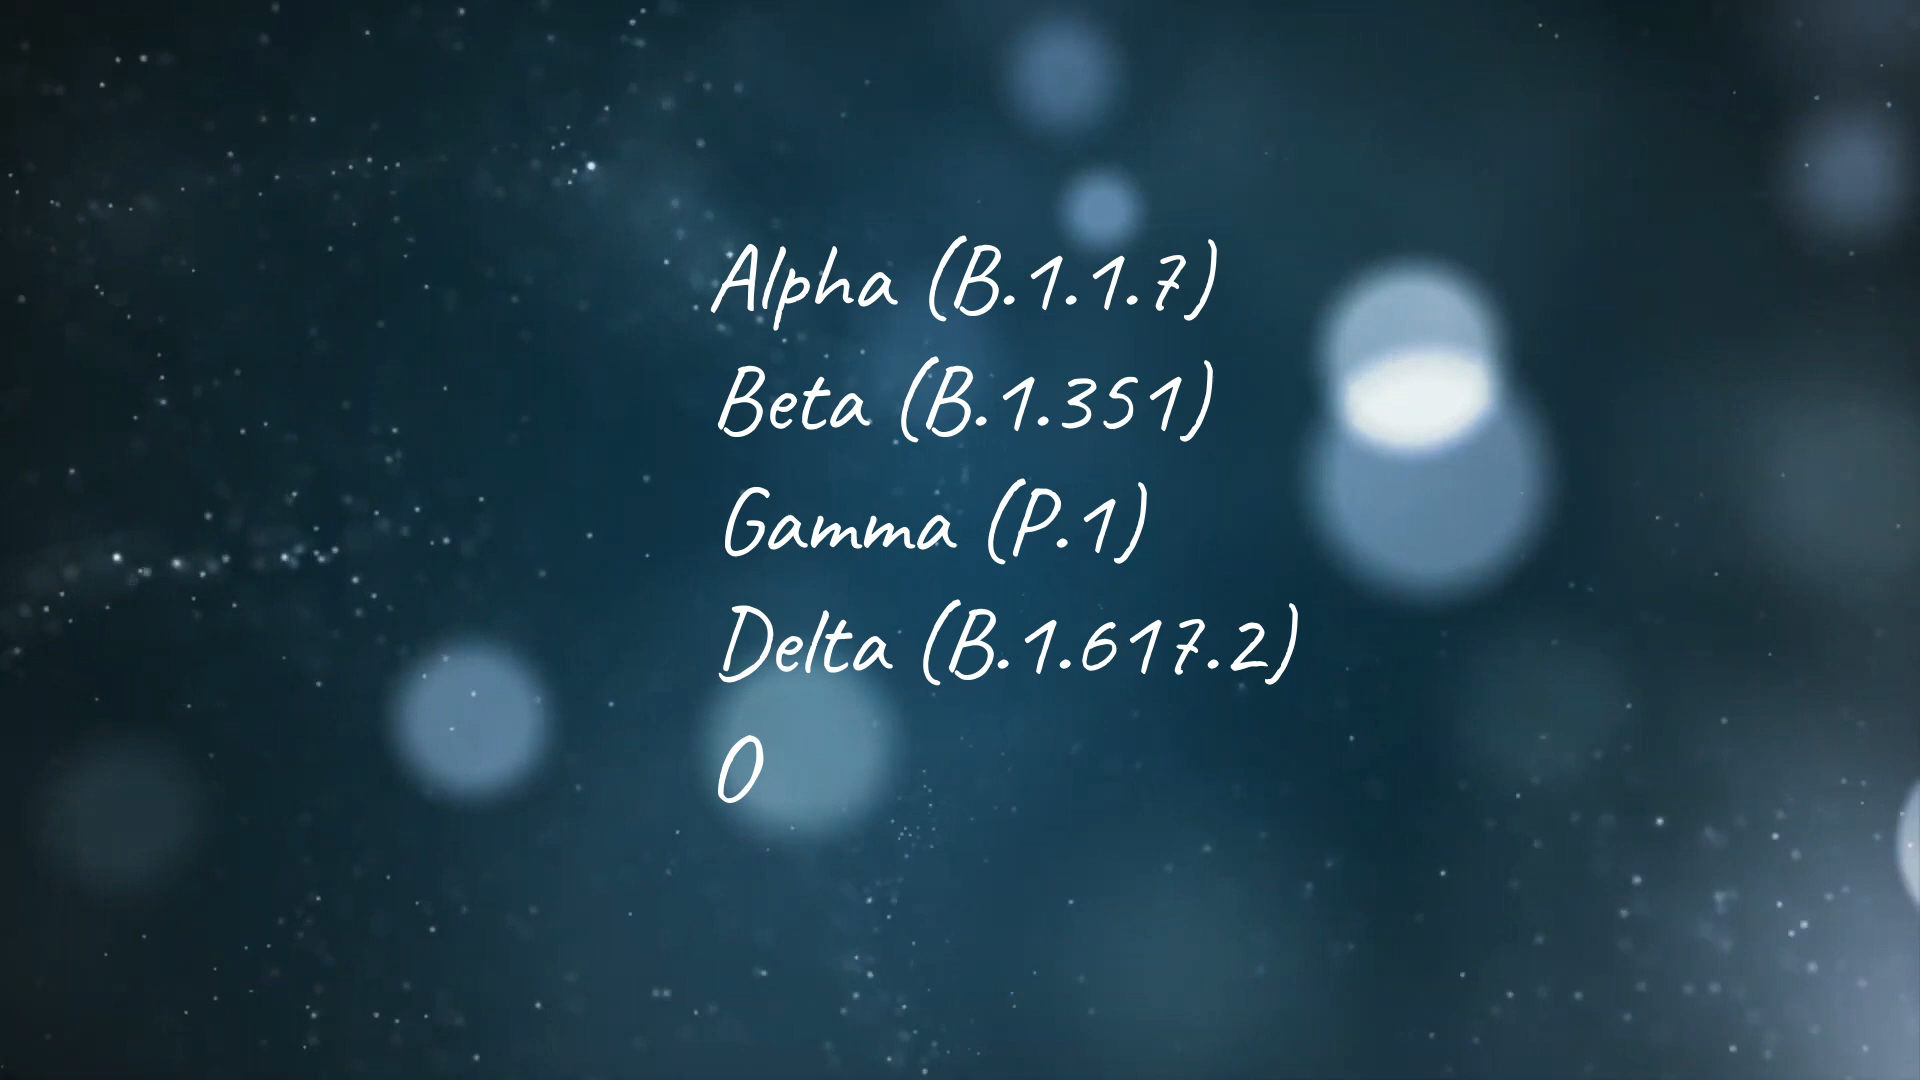 Alpha (B.1.1.7)
Beta (B.1.351)
Gamma (P.1)
Delta (B.1.617.2)
O